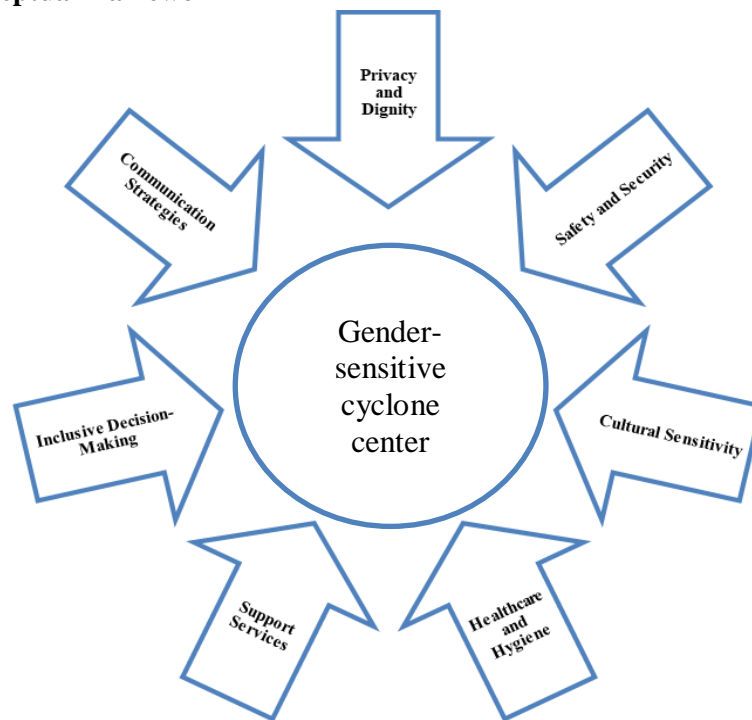 Privacy
and
Dignity
Communication
Strategies
Safety and Security
Gender-
sensitive
cyclone
center
Inclusive Decision-
Making
Cultural Sensitivity
Support
Services
Healthcare
and
Hygiene